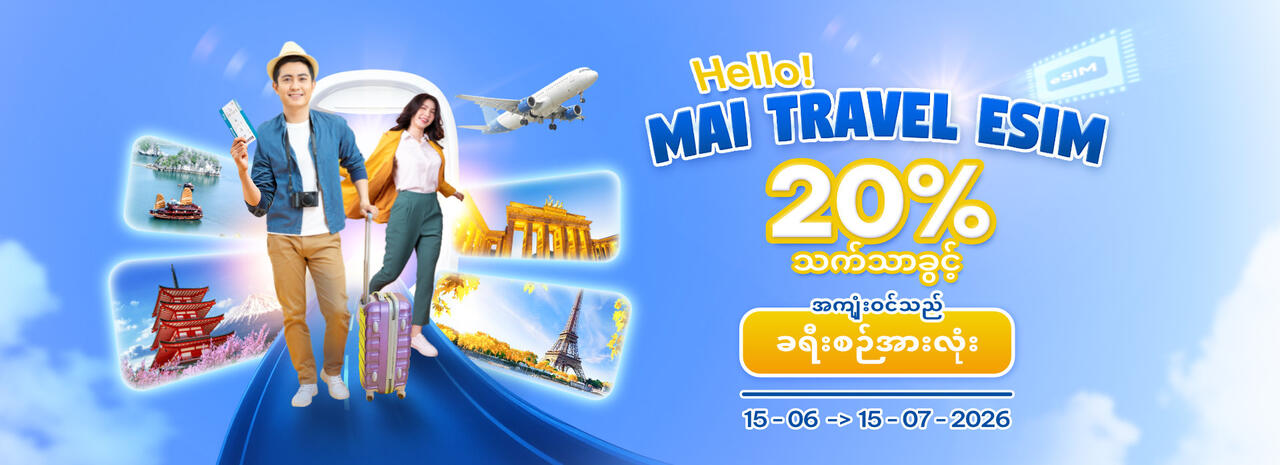 Hello!
eSIM
MAI TRAVEL ESIM
20%
သက်သာခွင့်
အကျုံးဝင်သည်
ခရီးစဉ်အားလုံး
15-06 -> 15-07-2026